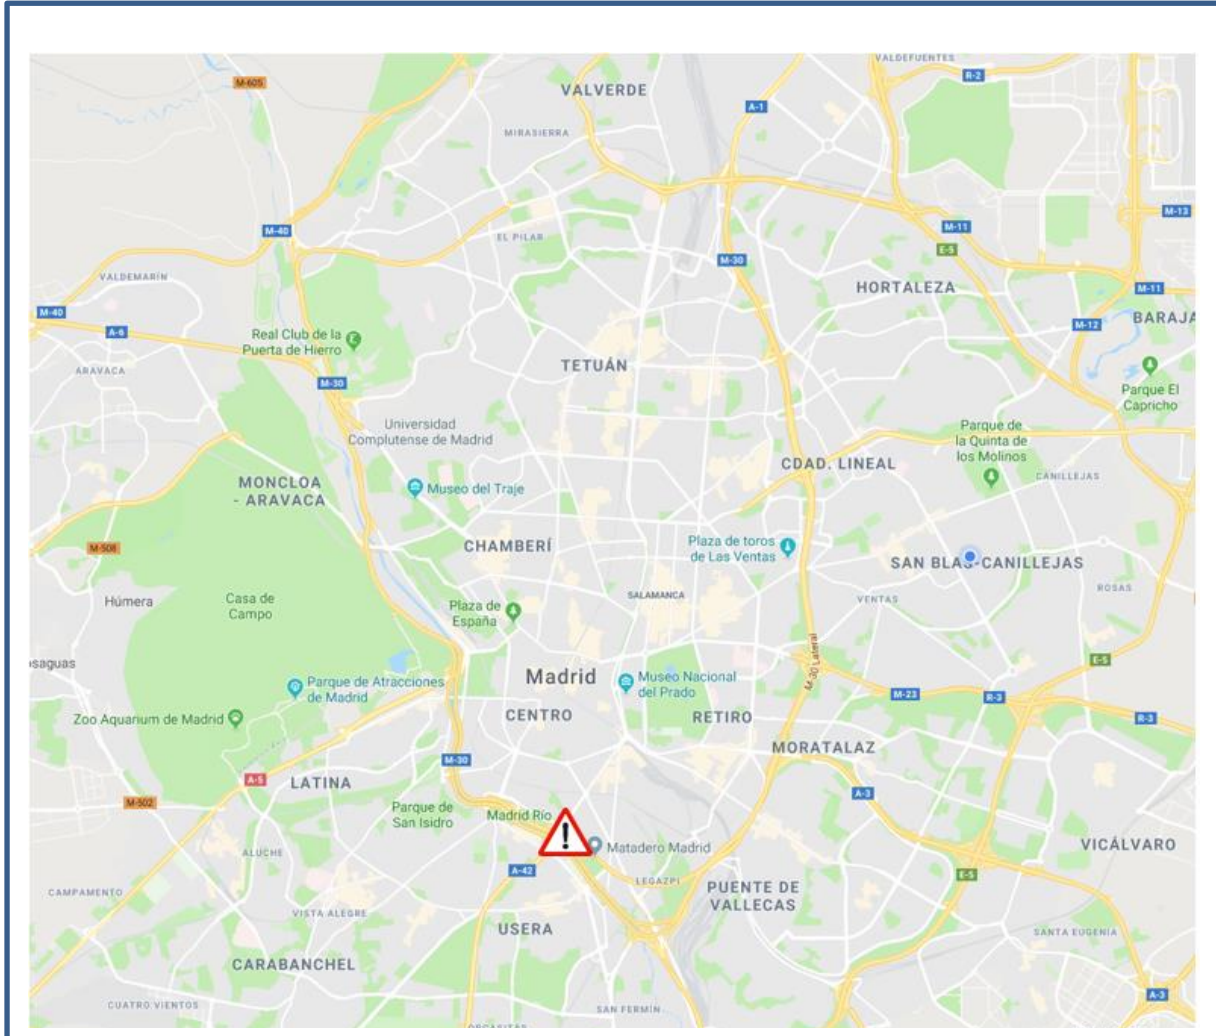 VALDEFUENTES
M-605
R-2
VALVERDE
A-1
MIRASIERRA
M-13
M-40
M-11
EL PILAR
E-5
M-30
VALDEMARÍN
HORTALEZA
M-11
M-40
BARAJA
M-12
A-6
Real Club de la
Puerta de Hierro
TETUÁN
ARAVACA
M-30
Parque El
Capricho
Universidad
Complutense de Madrid
Parque de
la Quinta de
los Molinos
CDAD. LINEAL
CANILLEJAS
MONCLOA
- ARAVACA
Museo del Traje
M-508
CHAMBERÍ
Plaza de toros
de Las Ventas
SAN BLAS-CANILLEJAS
ROSAS
Húmera
Casa de
Campo
SALAMANCA
VENTAS
Plaza de
España
osaguas
M-30 Lateral
E-5
Parque de Atracciones
de Madrid
Madrid
Museo Nacional
del Prado
M-23
R-3
Zoo Aquarium de Madrid
CENTRO
RETIRO
R-3
MORATALAZ
M-30
A-5
LATINA
A-3
M-502
Parque de
San Isidro
Madrid Río
!
Matadero Madrid
VICÁLVARO
ALUCHE
A-42
LEGAZPI
E-5
CAMPAMENTO
PUENTE DE
VALLECAS
VISTA ALEGRE
USERA
SANTA EUGENIA
CARABANCHEL
A-3
CUATRO VIENTOS
SAN FERMÍN
ORCASITAS